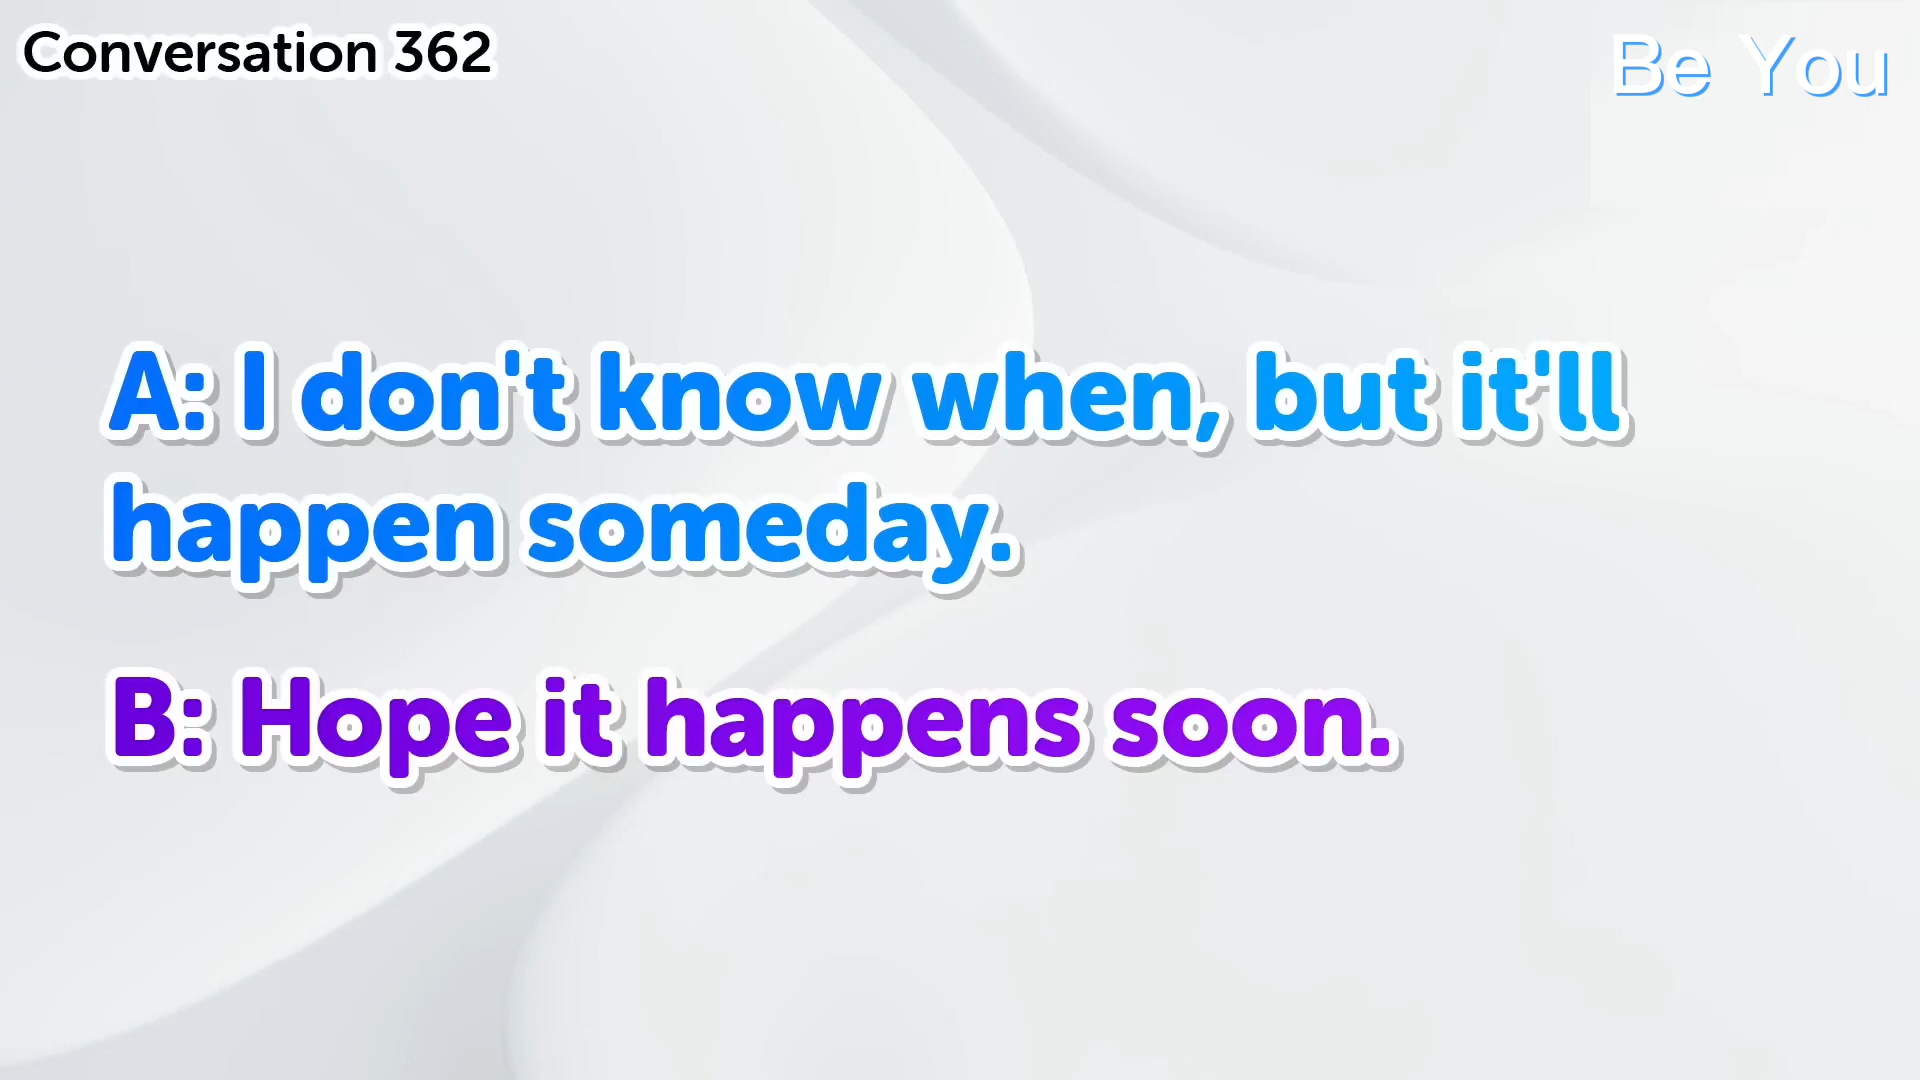 Conversation 362
Be You
A: I don't know when, but it'll
happen someday.
B: Hope it happens soon.